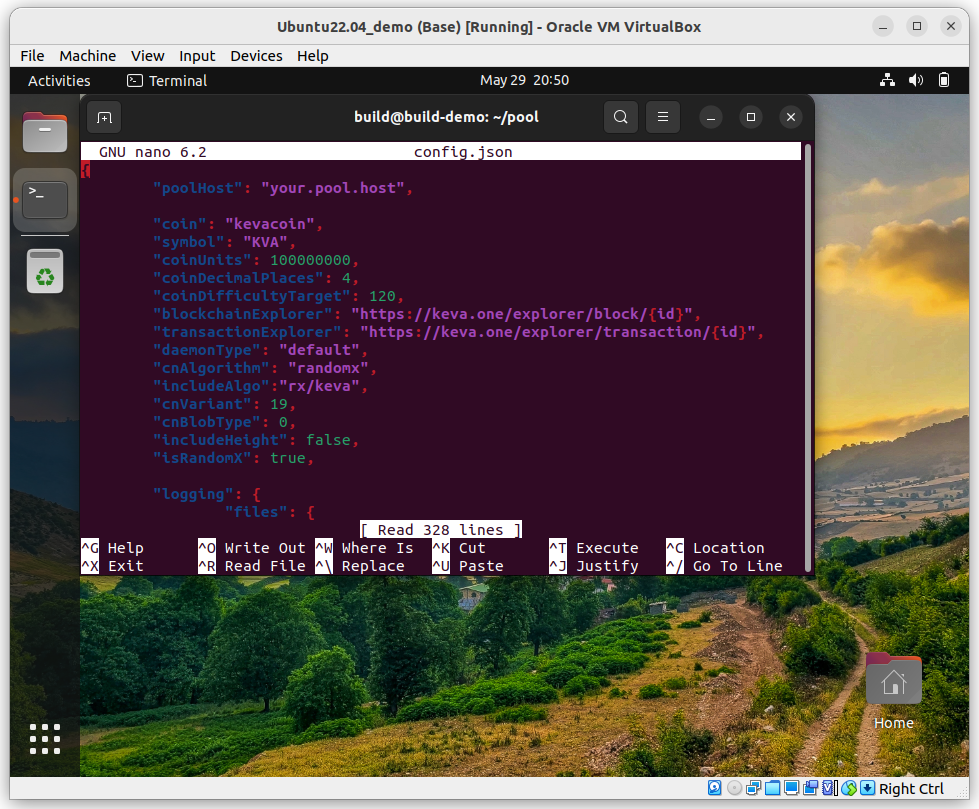 Ubuntu22.04_demo (Base) [Running] - Oracle VM VirtualBox
File Machine View Input Devices Help
Activities Terminal May 29 20:50
build@build-demo: ~/pool
GNU nano 6.2 config.json
{
"poolHost": "your.pool.host",
"coin": "kevacoin",
"symbol": "KVA",
"coinUnits": 100000000,
"coinDecimalPlaces": 4,
"coinDifficultyTarget": 120,
"blockchainExplorer": "https://keva.one/explorer/block/{id}",
"transactionExplorer": "https://keva.one/explorer/transaction/{id}",
"daemonType": "default",
"cnAlgorithm": "randomx",
"includeAlgo":"rx/keva",
"cnVariant": 19,
"cnBlobType": 0,
"includeHeight": false,
"isRandomX": true,
"logging": {
"files": {
[ Read 328 lines ]
^G Help ^O Write Out ^W Where Is ^K Cut ^T Execute ^C Location
^X Exit ^R Read File ^\ Replace ^U Paste ^J Justify ^/ Go To Line
Home
Right Ctrl